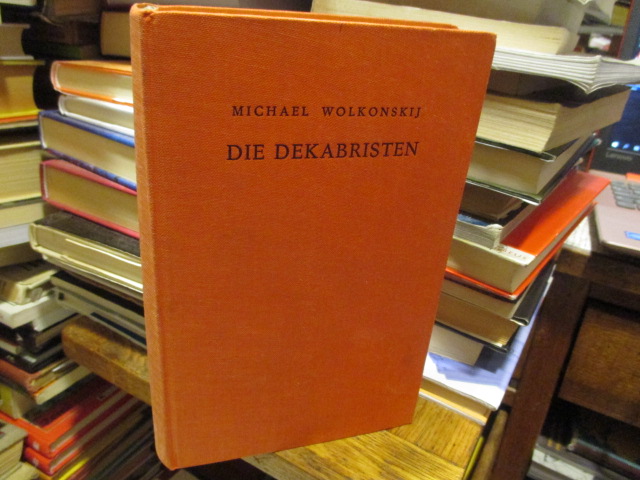 MICHAEL WOLKONSKIJ
DIE DEKABRISTEN